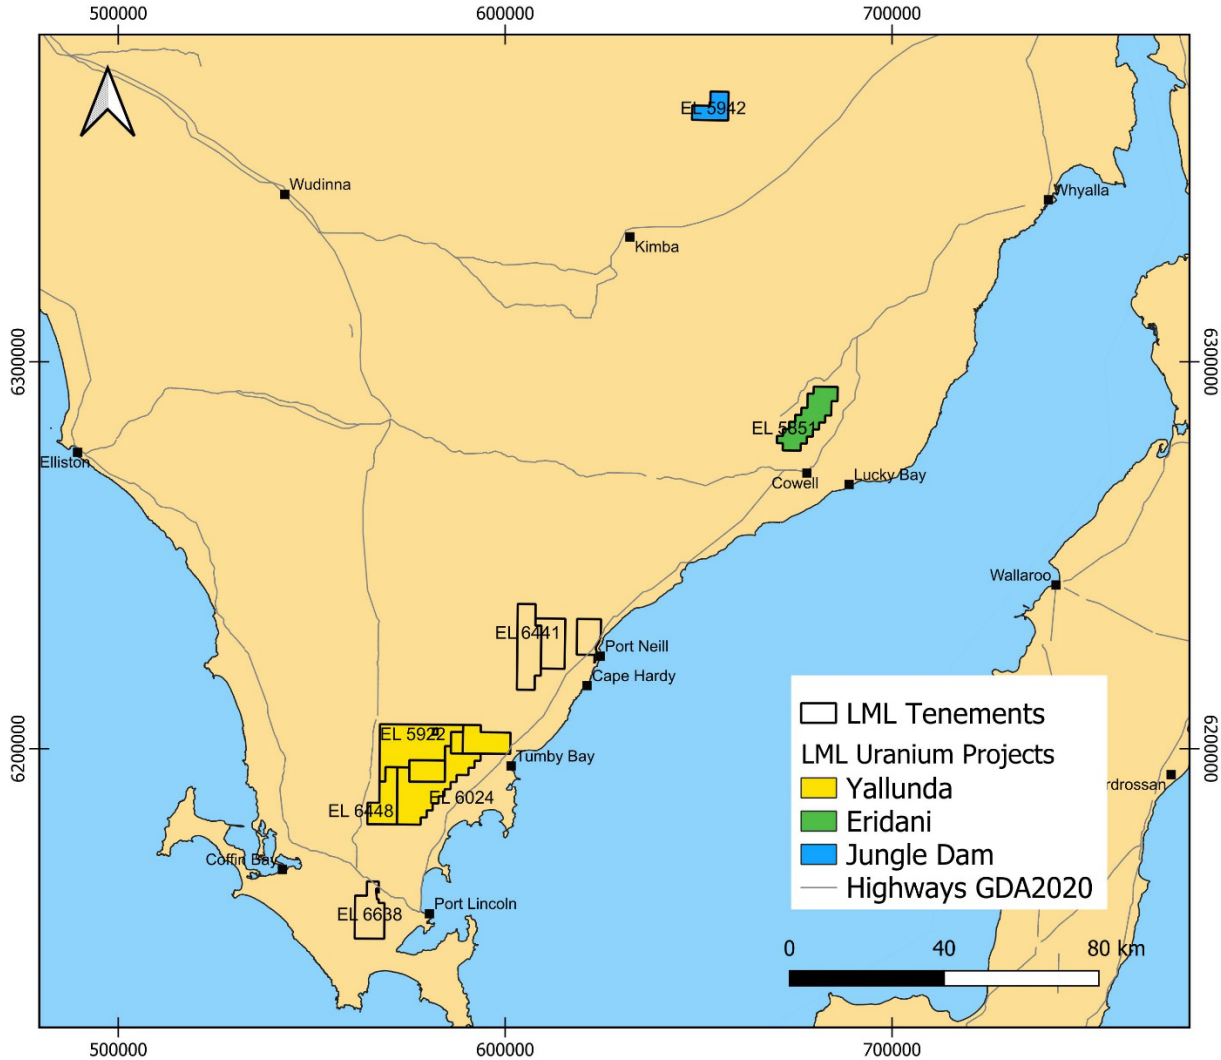 500000
600000
700000
EL 5942
Wudinna
Whyalla
Kimba
6300000
6300000
EL 5851
Elliston
Cowell
Lucky Bay
Wallaroo
EL 6441
Port Neill
Cape Hardy
EL 5922
6200000
6200000
Tumby Bay
EL 6024
EL 6448
rdrossan
Coffin Bay
Port Lincoln
EL 6638
LML Tenements
LML Uranium Projects
Yallunda
Eridani
Jungle Dam
Highways GDA2020
0
40
80 km
500000
600000
700000